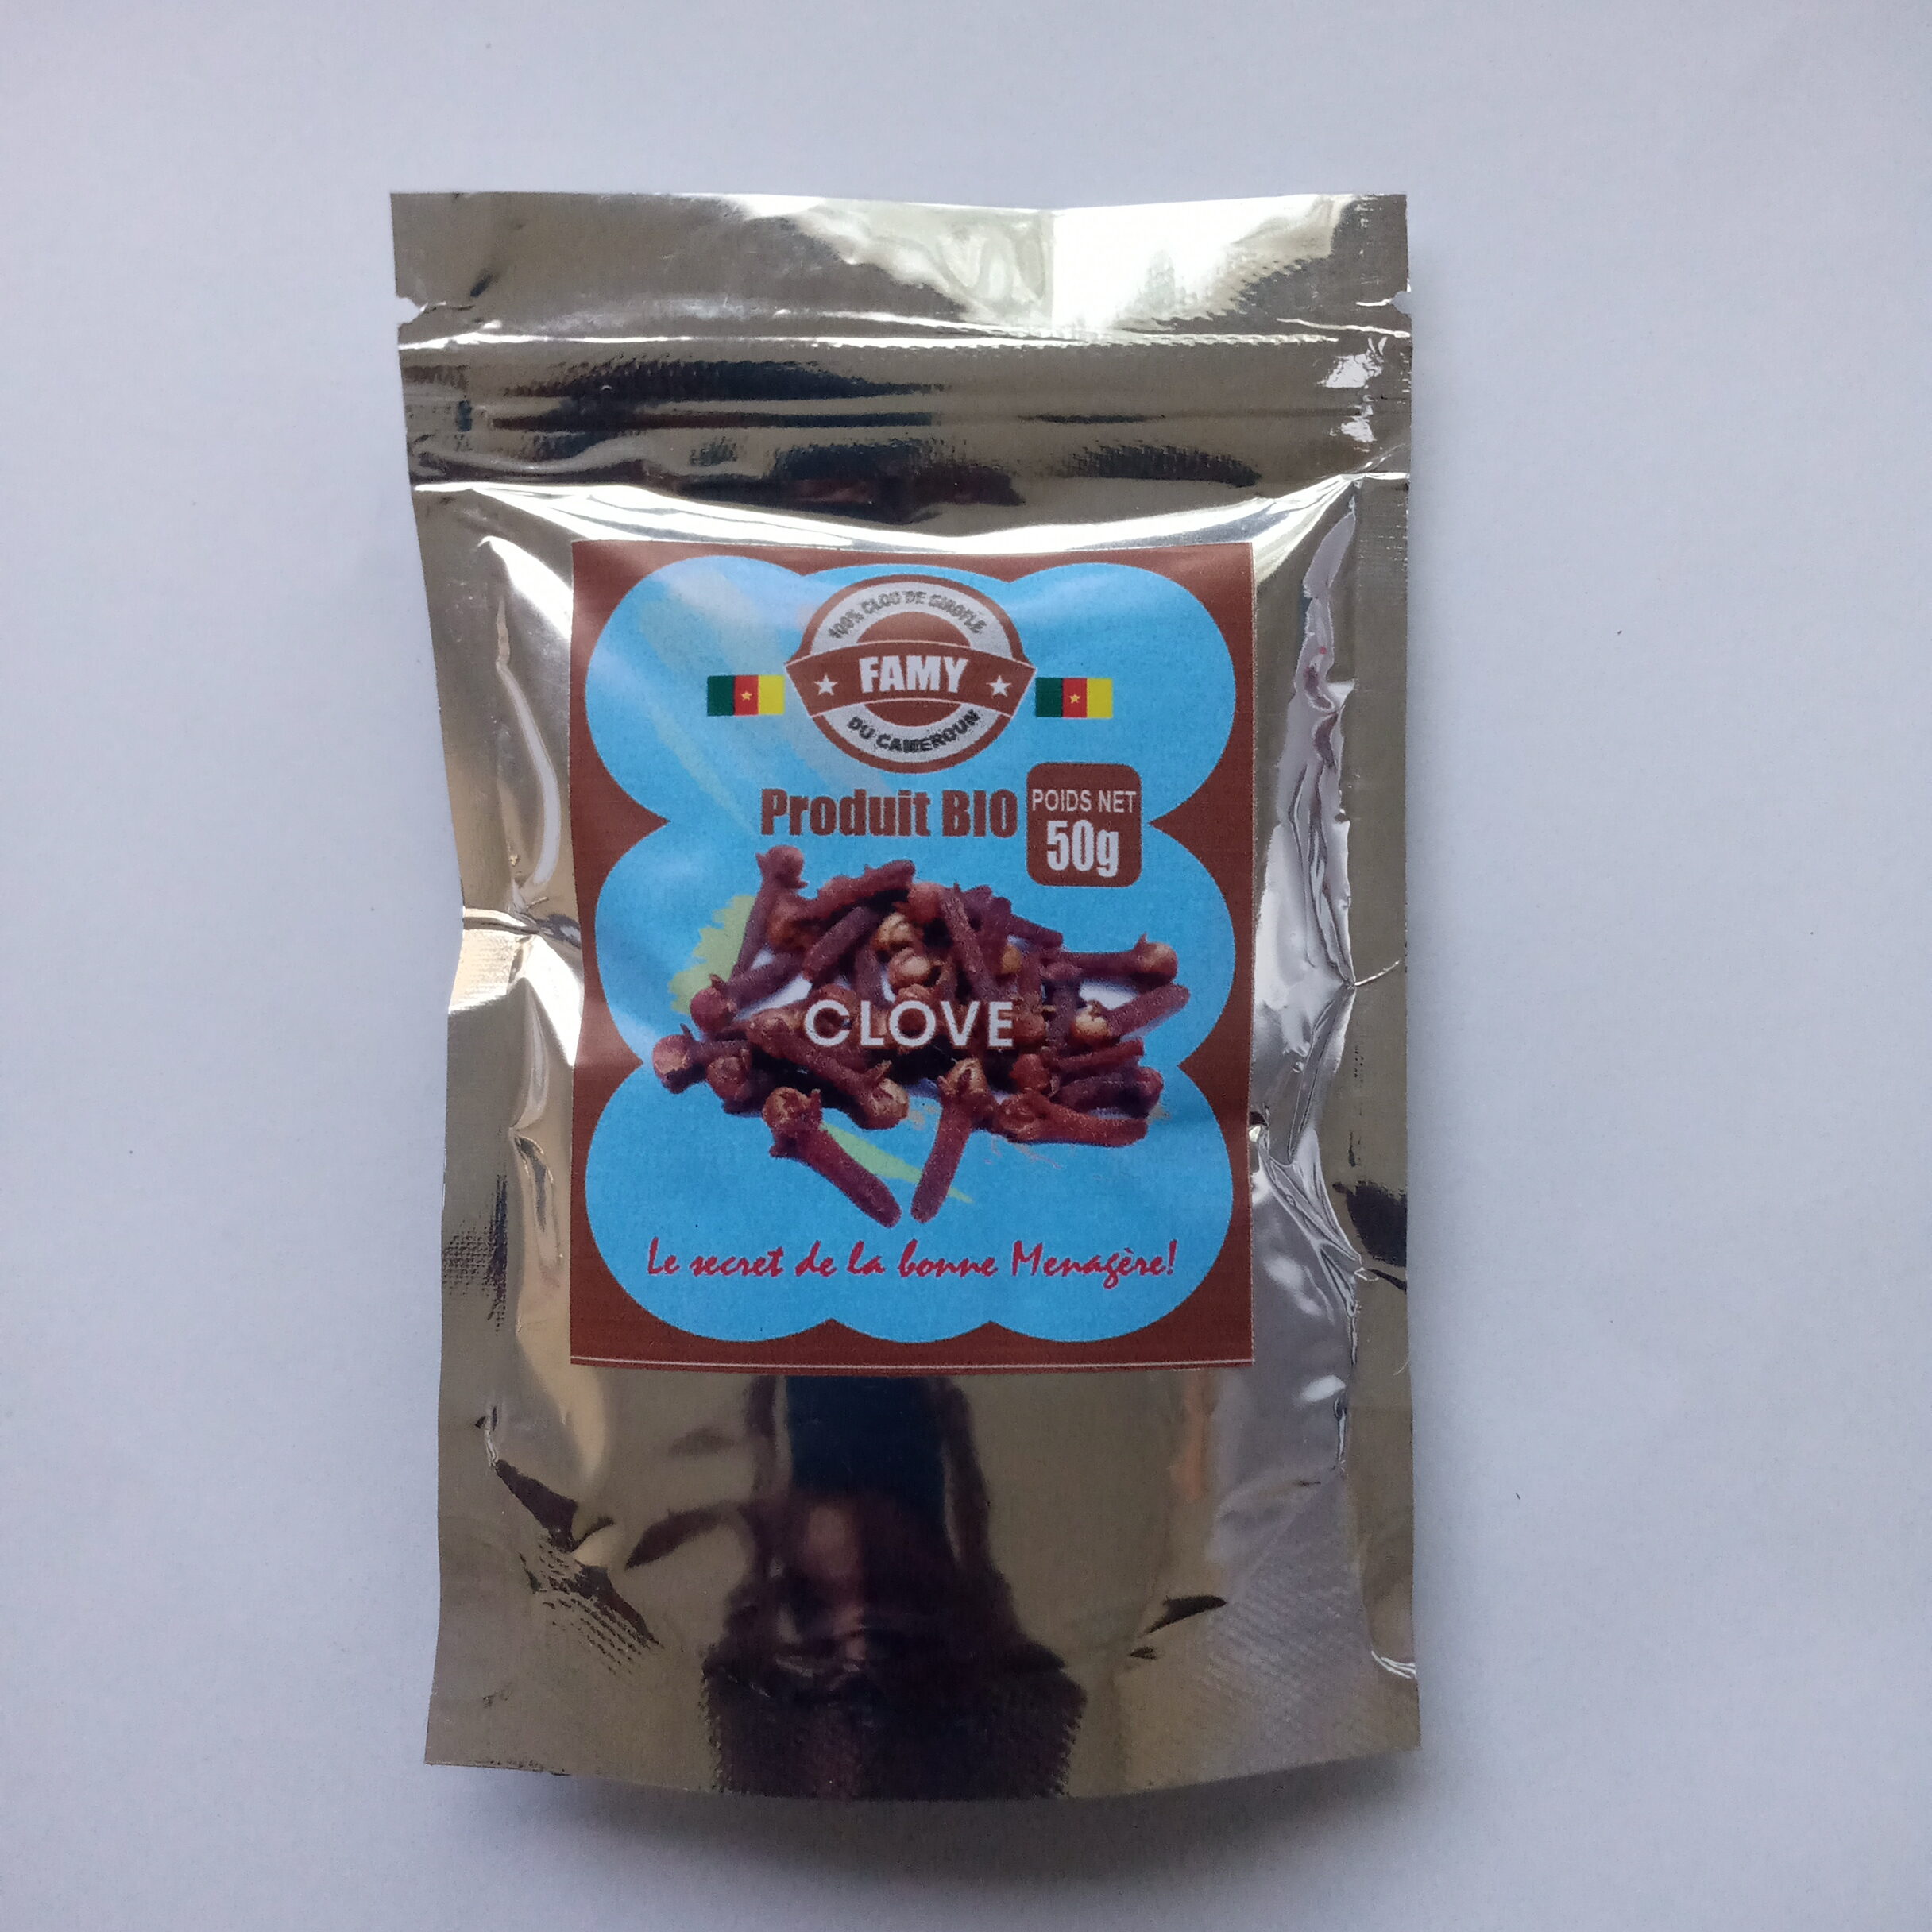 100% CLOU DE GIROFLE
FAMY
DU CAMEROUN
Produit BIO
POIDS NET
50g
CLOVE
Le secret de la bonne Menagère!